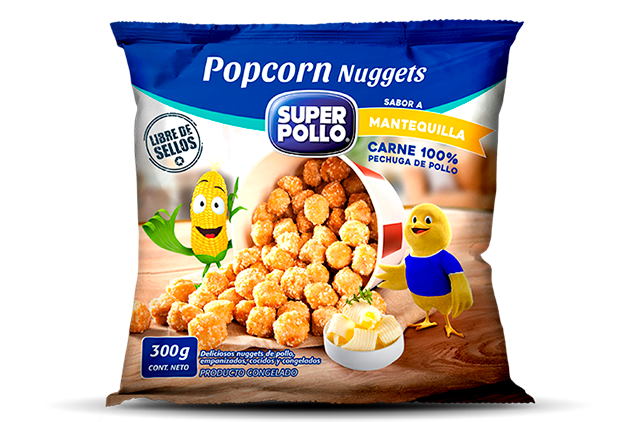 Popcorn Nuggets
SUPER
POLLO
®
SABOR A
MANTEQUILLA
CARNE 100%
PECHUGA DE POLLO
LIBRE DE
SELLOS
300g
CONT. NETO
Deliciosos nuggets de pollo,
empanizados, cocidos y congelados
PRODUCTO CONGELADO